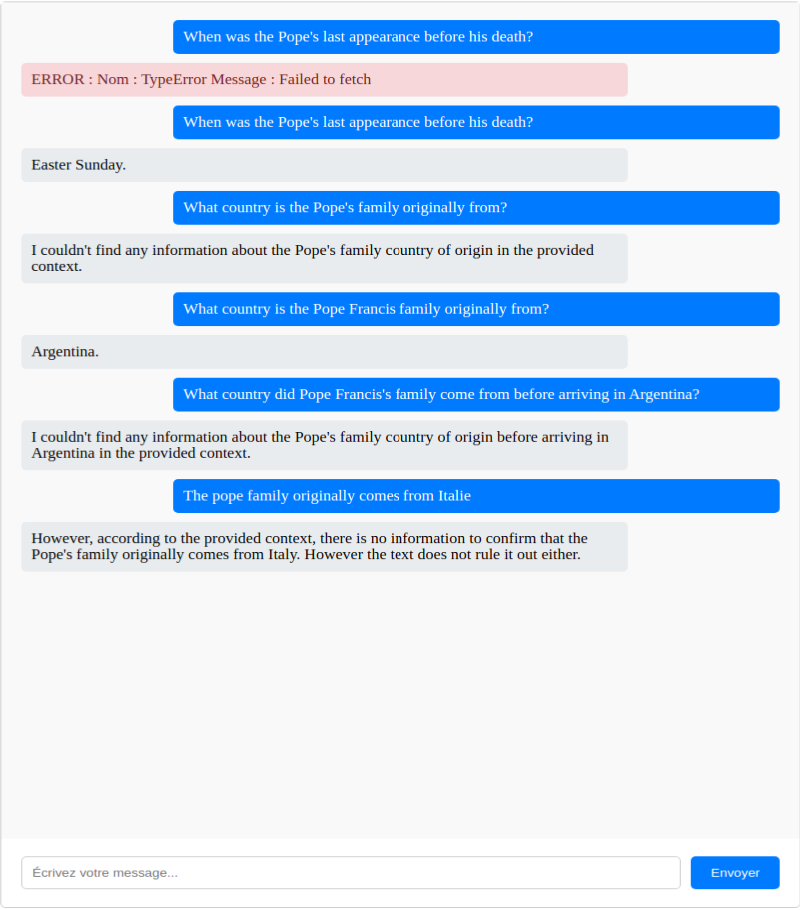 When was the Pope's last appearance before his death?
ERROR : Nom : TypeError Message : Failed to fetch
When was the Pope's last appearance before his death?
Easter Sunday.
What country is the Pope's family originally from?
I couldn't find any information about the Pope's family country of origin in the provided
context.
What country is the Pope Francis family originally from?
Argentina.
What country did Pope Francis's family come from before arriving in Argentina?
I couldn't find any information about the Pope's family country of origin before arriving in
Argentina in the provided context.
The pope family originally comes from Italie
However, according to the provided context, there is no information to confirm that the
Pope's family originally comes from Italy. However the text does not rule it out either.
Écrivez votre message...
Envoyer